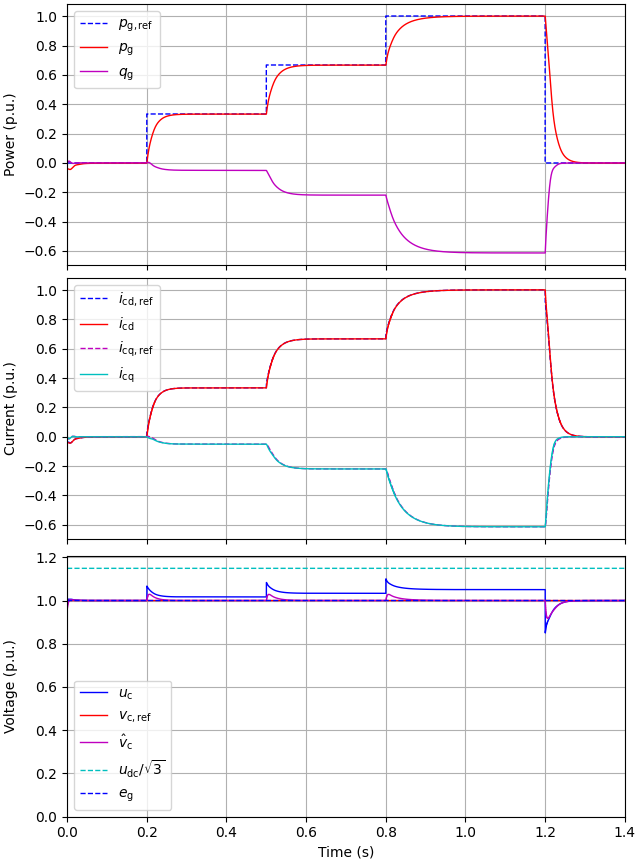 1.0
0.8
0.6
0.4
0.2
0.0
−0.2
−0.4
−0.6
Power (p.u.)
p_g,ref
p_g
q_g
1.0
0.8
0.6
0.4
0.2
0.0
−0.2
−0.4
−0.6
Current (p.u.)
i_cd,ref
i_cd
i_cq,ref
i_cq
1.2
1.0
0.8
0.6
0.4
0.2
0.0
Voltage (p.u.)
u_c
v_c,ref
v̂_c
u_dc/√3
e_g
0.0 0.2 0.4 0.6 0.8 1.0 1.2 1.4
Time (s)